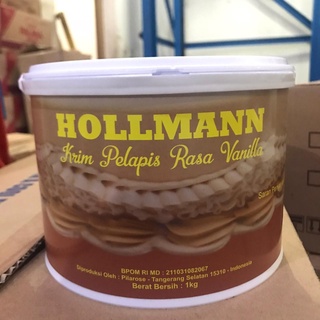 HOLLMANN
Krim Pelapis Rasa Vanilla
BPOM RI MD : 211031082067
Diproduksi Oleh : Pilarose - Tangerang Selatan 15310 - Indonesia
Berat Bersih : 1kg